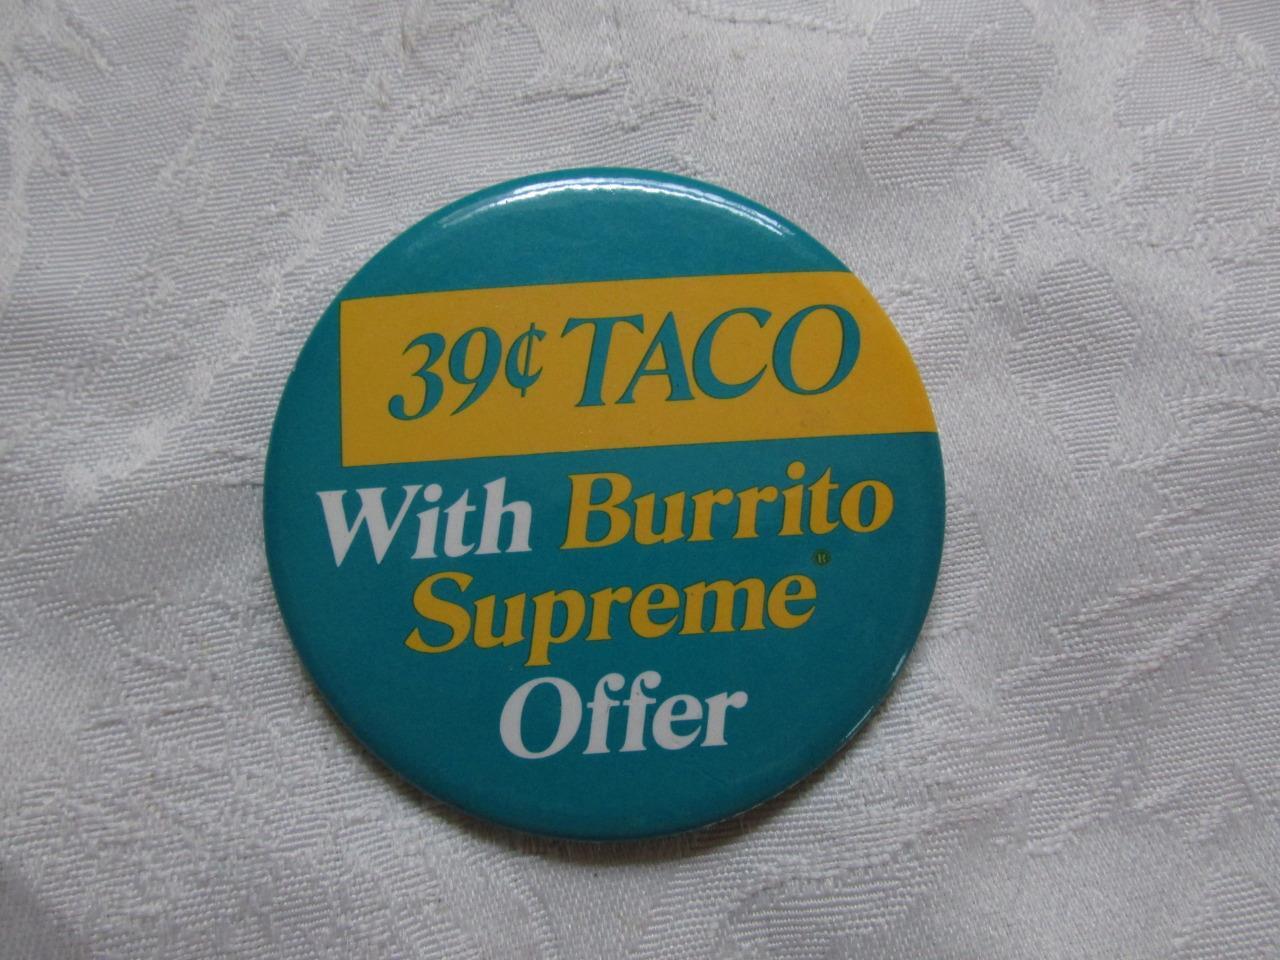 39¢ TACO
With Burrito
Supreme®
Offer